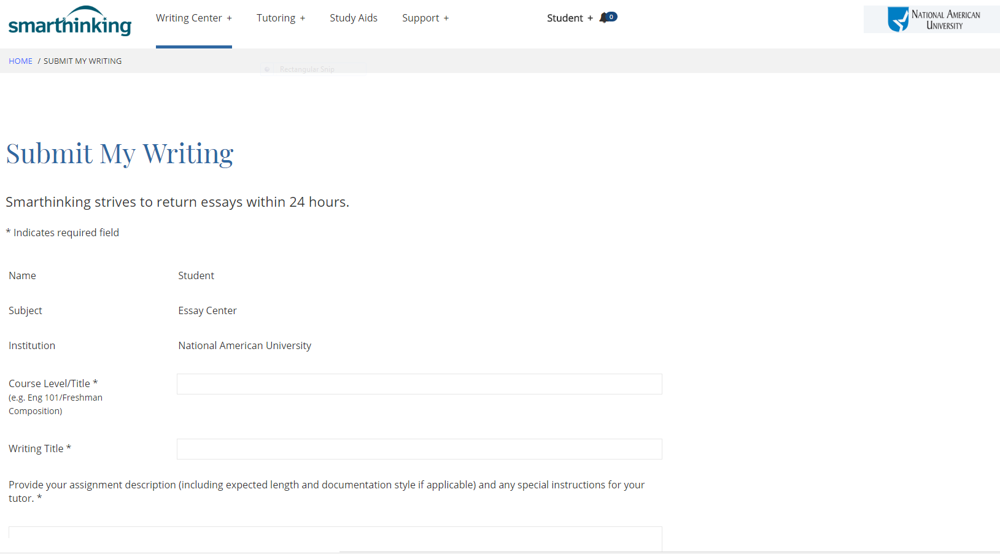 smarthinking
Writing Center +
Tutoring +
Study Aids
Support +
Student +
0
NATIONAL AMERICAN
UNIVERSITY
HOME / SUBMIT MY WRITING
Rectangular Snip
Submit My Writing
Smarthinking strives to return essays within 24 hours.
* Indicates required field
Name
Student
Subject
Essay Center
Institution
National American University
Course Level/Title *
(e.g. Eng 101/Freshman
Composition)
Writing Title *
Provide your assignment description (including expected length and documentation style if applicable) and any special instructions for your
tutor. *